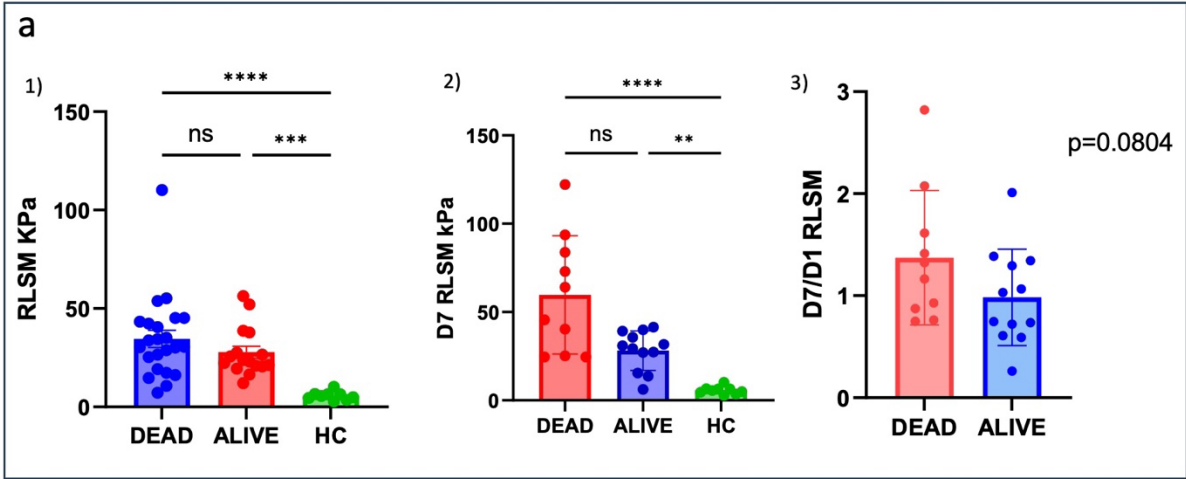 a
1)
****
ns
***
RLSM KPa
150
100
50
0
DEAD ALIVE HC
2)
****
ns
**
D7 RLSM kPa
150
100
50
0
DEAD ALIVE HC
3)
p=0.0804
D7/D1 RLSM
3
2
1
0
DEAD ALIVE